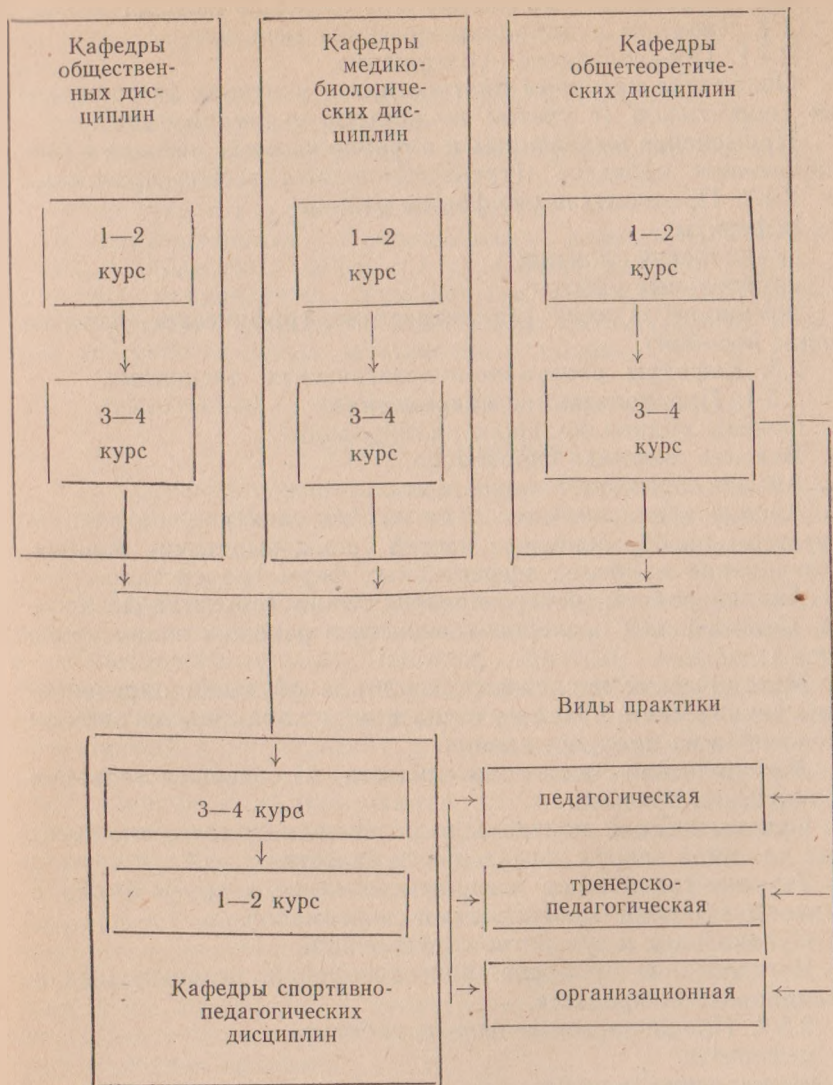 Кафедры
обществен-
ных дис-
циплин
1—2
курс
3—4
курс
Кафедры
медико-
биологиче-
ских дис-
циплин
1—2
курс
3—4
курс
Кафедры
общетеоретиче-
ских дисциплин
1—2
курс
3—4
курс
3—4 курс
1—2 курс
Кафедры спортивно-
педагогических
дисциплин
Виды практики
педагогическая
тренерско-
педагогическая
организационная